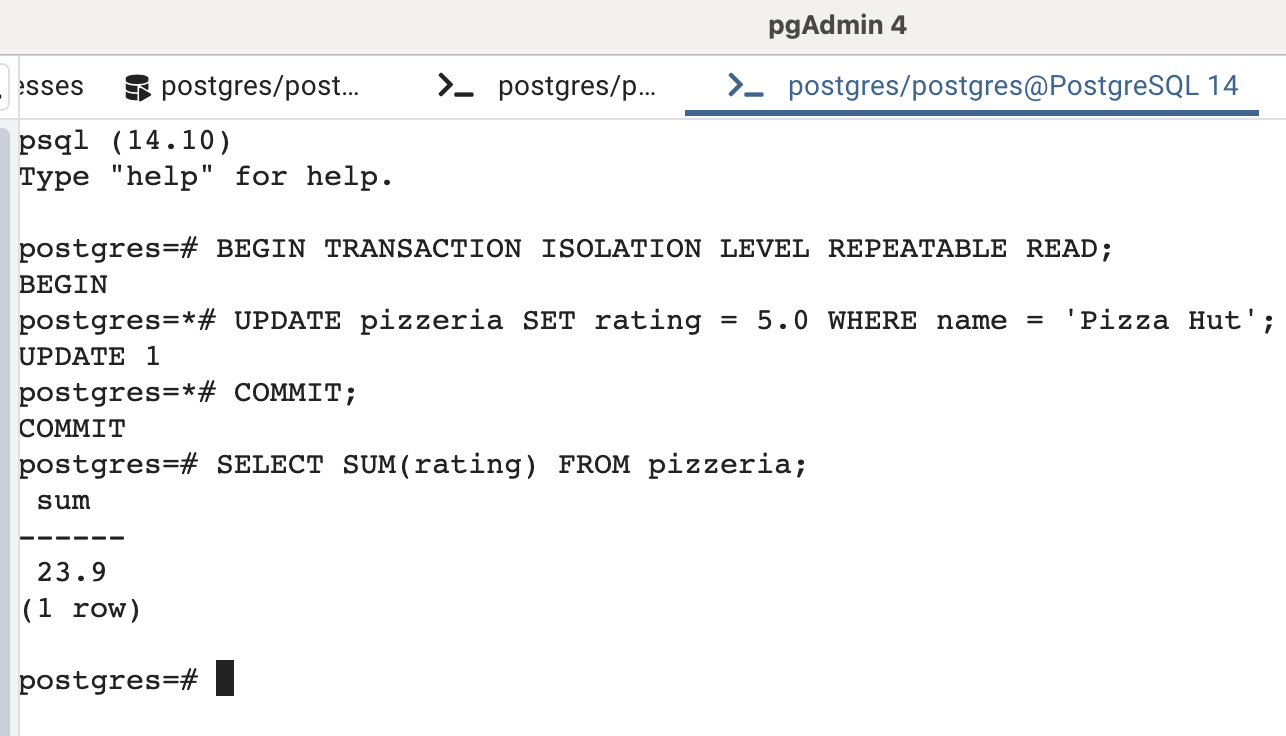 pgAdmin 4
esses postgres/post... postgres/p... postgres/postgres@PostgreSQL 14
psql (14.10)
Type "help" for help.
postgres=# BEGIN TRANSACTION ISOLATION LEVEL REPEATABLE READ;
BEGIN
postgres=*# UPDATE pizzeria SET rating = 5.0 WHERE name = 'Pizza Hut';
UPDATE 1
postgres=*# COMMIT;
COMMIT
postgres=# SELECT SUM(rating) FROM pizzeria;
sum
------
23.9
(1 row)
postgres=#